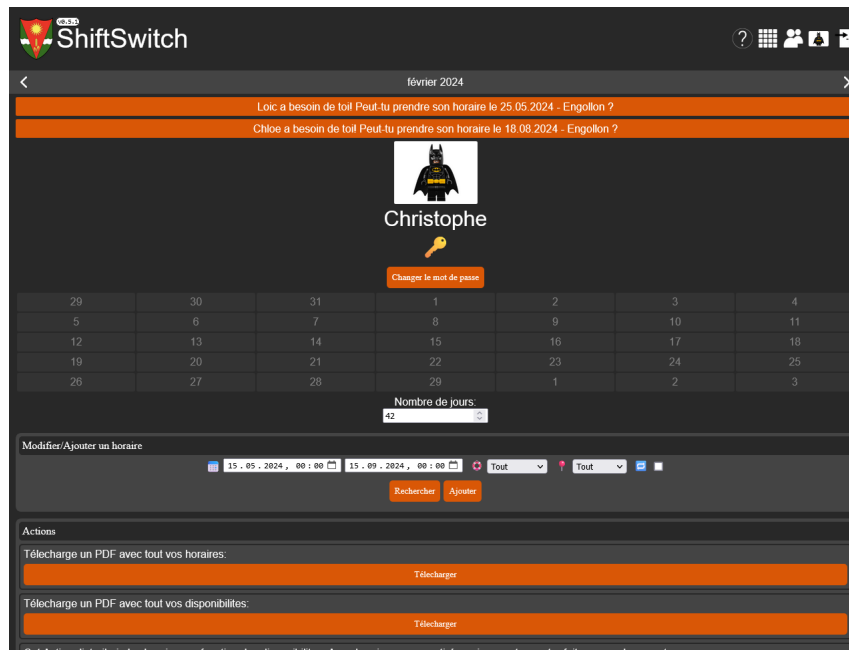 v0.5.1
ShiftSwitch
février 2024
Loic a besoin de toi! Peut-tu prendre son horaire le 25.05.2024 - Engollon ?
Chloe a besoin de toi! Peut-tu prendre son horaire le 18.08.2024 - Engollon ?
Christophe
Changer le mot de passe
29 30 31 1 2 3 4
5 6 7 8 9 10 11
12 13 14 15 16 17 18
19 20 21 22 23 24 25
26 27 28 29 1 2 3
Nombre de jours:
42
Modifier/Ajouter un horaire
15.05.2024, 00:00 15.09.2024, 00:00 Tout Tout
Rechercher Ajouter
Actions
Télecharge un PDF avec tout vos horaires:
Télecharger
Télecharge un PDF avec tout vos disponibilites:
Télecharger